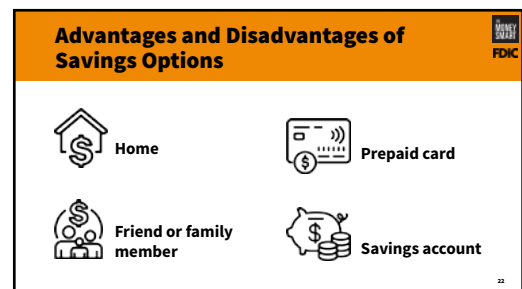 Advantages and Disadvantages of
Savings Options
MONEY
SMART
FDIC
Home
Prepaid card
Friend or family
member
Savings account
22